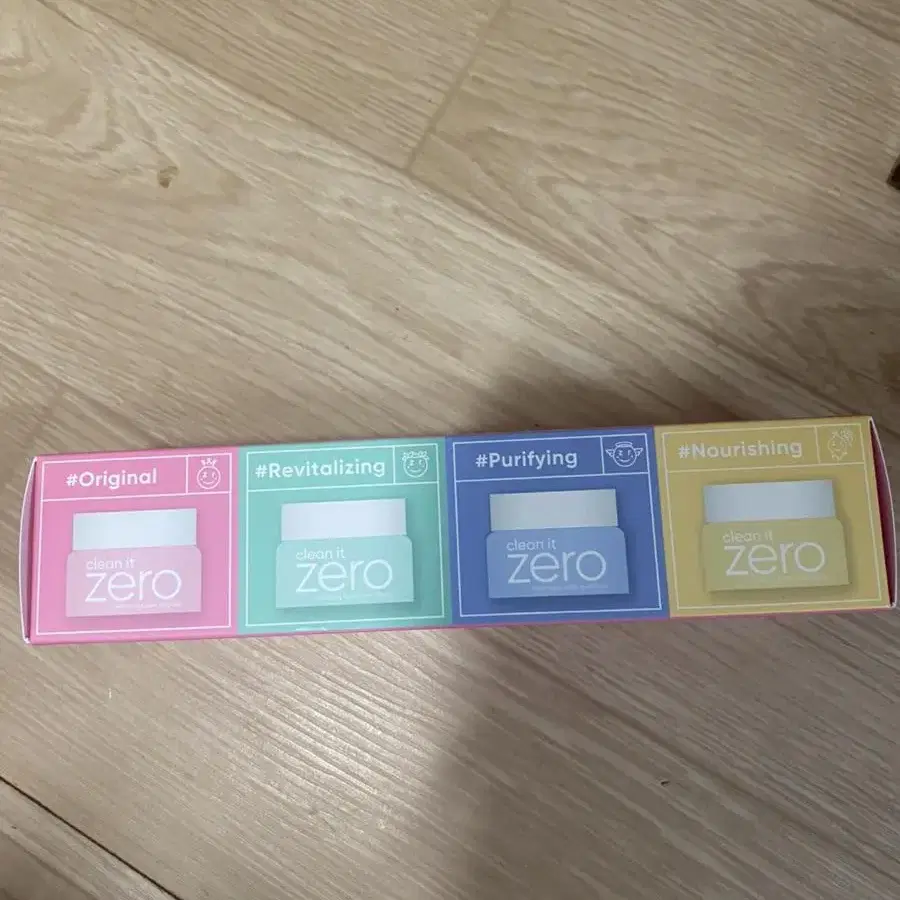 #Original
clean it
zero
#Revitalizing
clean it
zero
#Purifying
clean it
zero
#Nourishing
clean it
zero